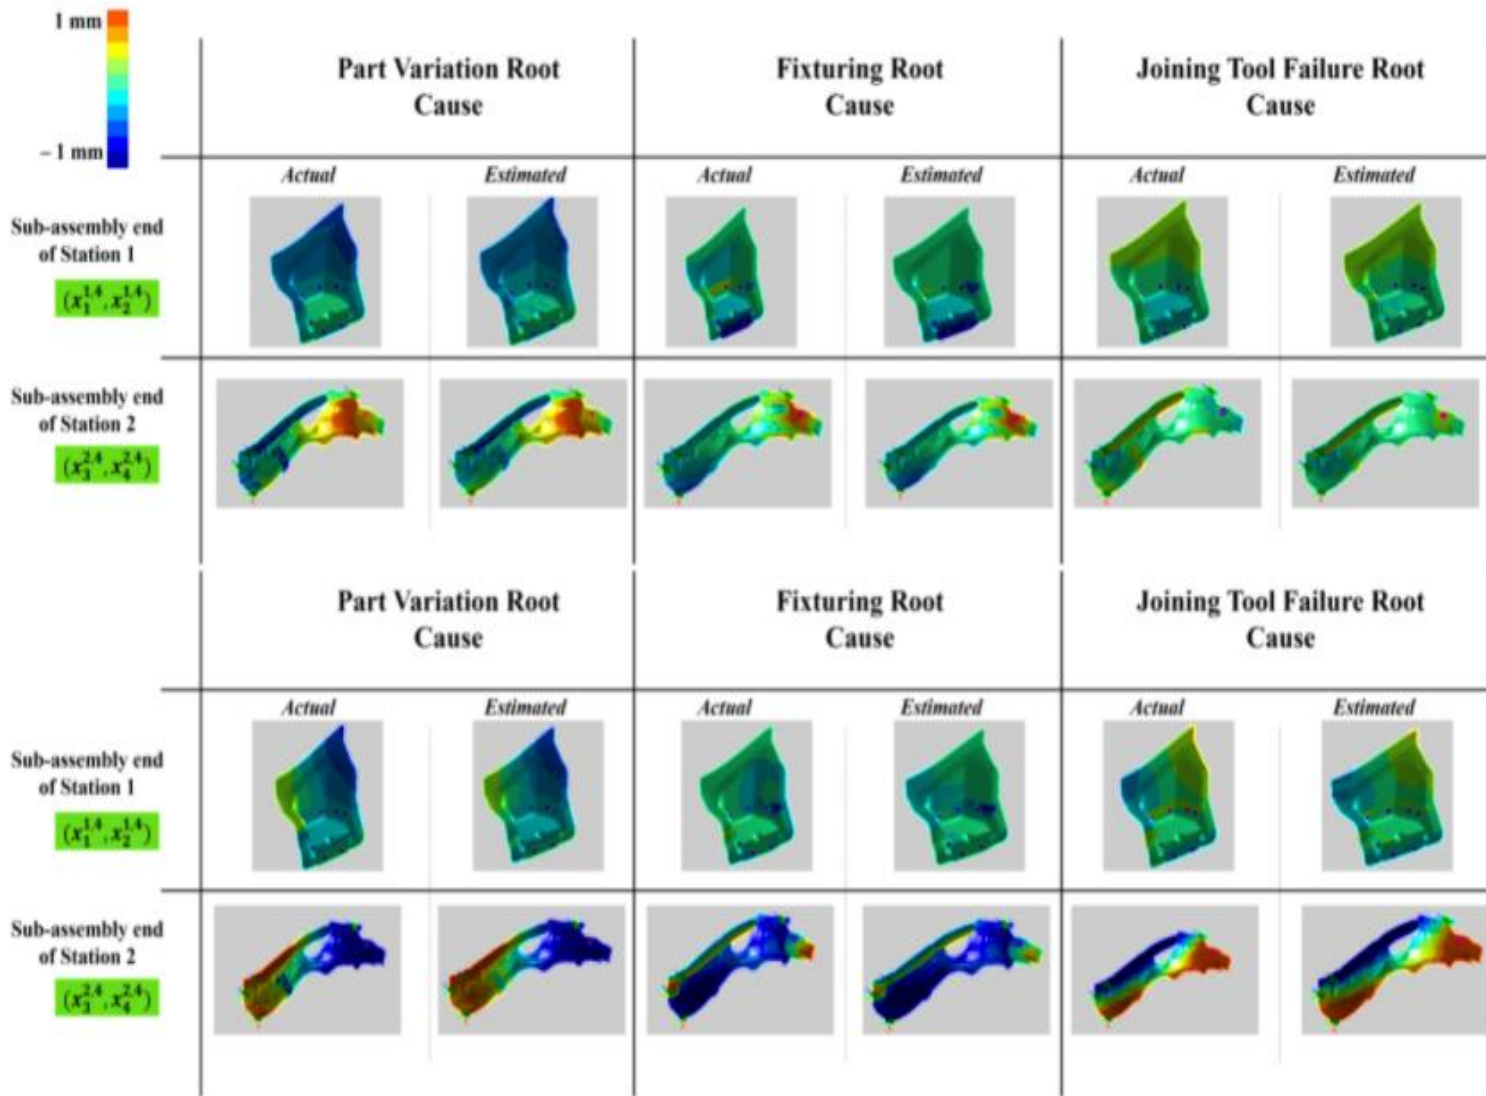 1 mm
– 1 mm
Part Variation Root
Cause
Fixturing Root
Cause
Joining Tool Failure Root
Cause
Actual
Estimated
Actual
Estimated
Actual
Estimated
Sub-assembly end
of Station 1
(x₁^{1,4}, x₂^{1,4})
Sub-assembly end
of Station 2
(x₃^{2,4}, x₄^{2,4})
Part Variation Root
Cause
Fixturing Root
Cause
Joining Tool Failure Root
Cause
Actual
Estimated
Actual
Estimated
Actual
Estimated
Sub-assembly end
of Station 1
(x₁^{1,4}, x₂^{1,4})
Sub-assembly end
of Station 2
(x₃^{2,4}, x₄^{2,4})